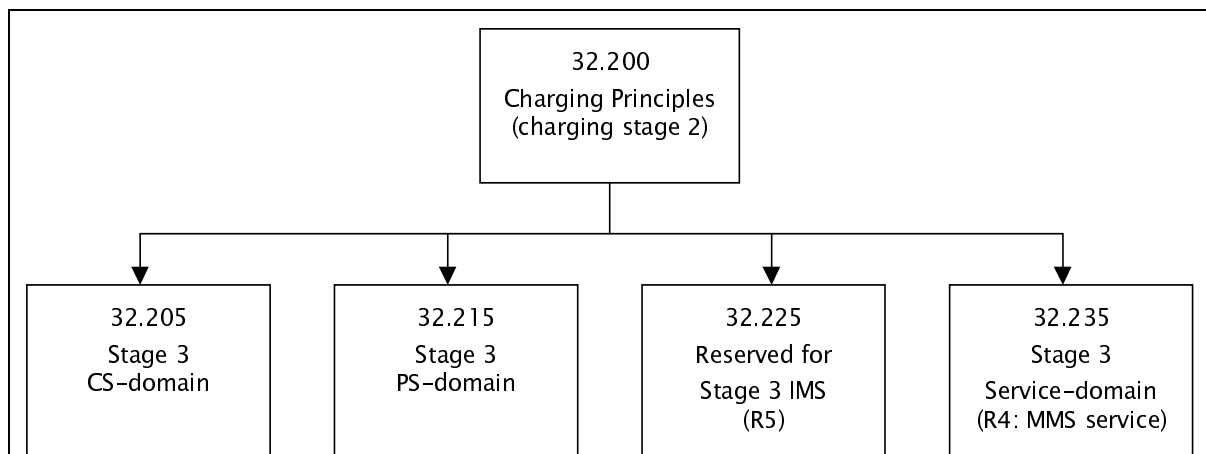 32.200
Charging Principles
(charging stage 2)
32.205
Stage 3
CS-domain
32.215
Stage 3
PS-domain
32.225
Reserved for
Stage 3 IMS
(R5)
32.235
Stage 3
Service-domain
(R4: MMS service)